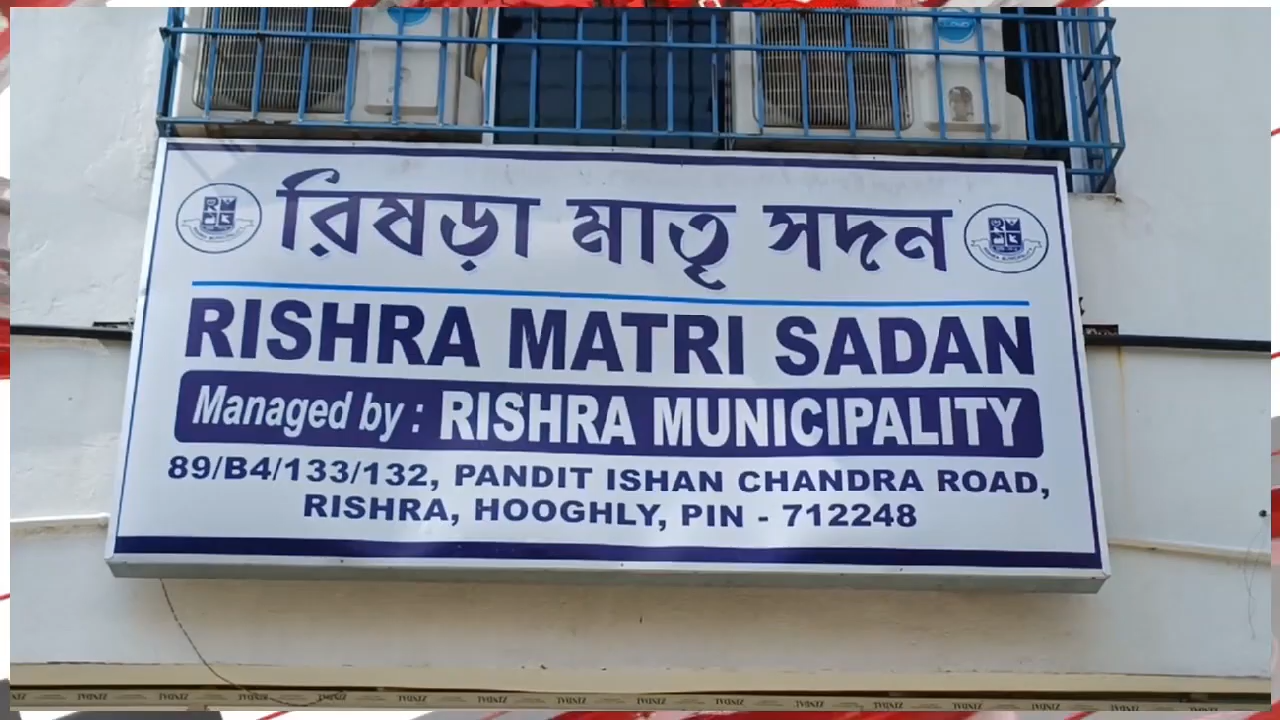 রিষড়া মাতৃ সদন
RISHRA MATRI SADAN
Managed by : RISHRA MUNICIPALITY
89/B4/133/132, PANDIT ISHAN CHANDRA ROAD,
RISHRA, HOOGHLY, PIN - 712248